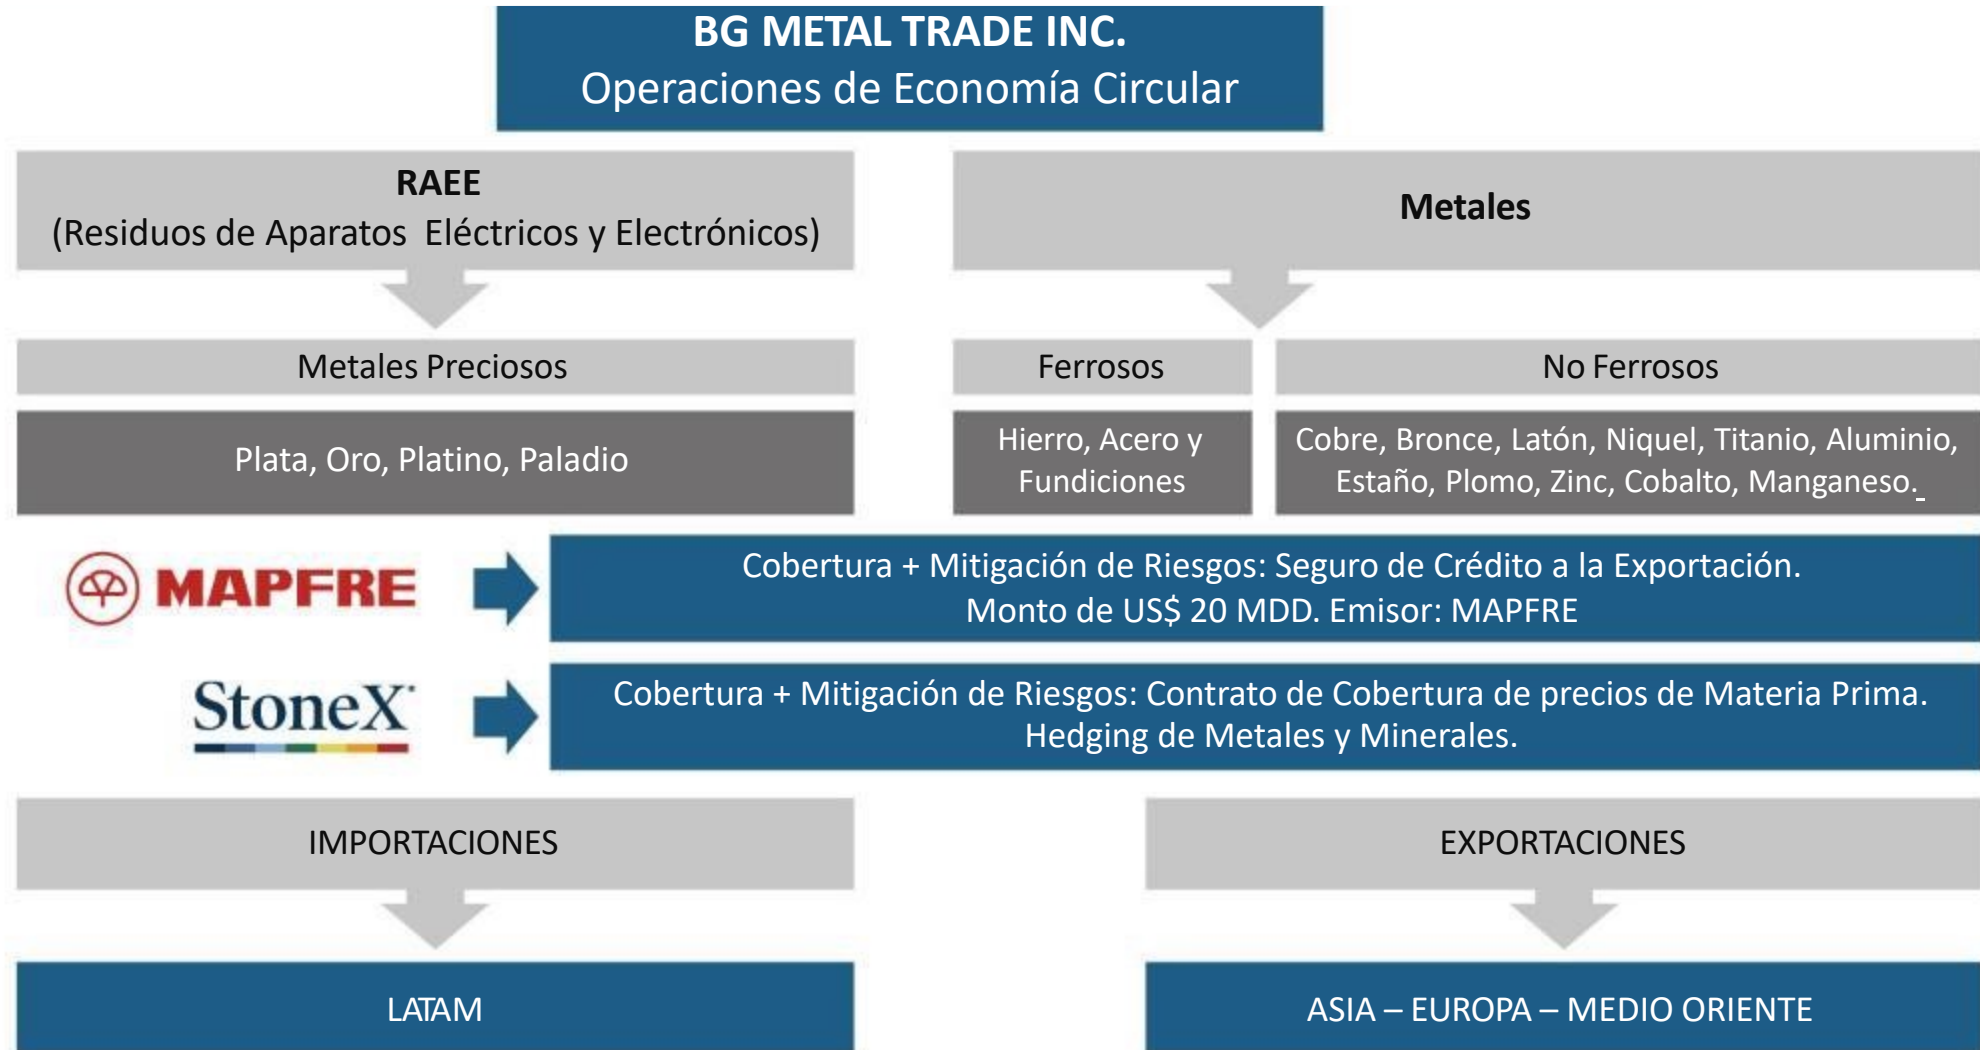 BG METAL TRADE INC.
Operaciones de Economía Circular
RAEE
(Residuos de Aparatos Eléctricos y Electrónicos)
Metales
Metales Preciosos
Ferrosos
No Ferrosos
Plata, Oro, Platino, Paladio
Hierro, Acero y
Fundiciones
Cobre, Bronce, Latón, Niquel, Titanio, Aluminio,
Estaño, Plomo, Zinc, Cobalto, Manganeso.
MAPFRE
Cobertura + Mitigación de Riesgos: Seguro de Crédito a la Exportación.
Monto de US$ 20 MDD. Emisor: MAPFRE
StoneX
Cobertura + Mitigación de Riesgos: Contrato de Cobertura de precios de Materia Prima.
Hedging de Metales y Minerales.
IMPORTACIONES
EXPORTACIONES
LATAM
ASIA – EUROPA – MEDIO ORIENTE